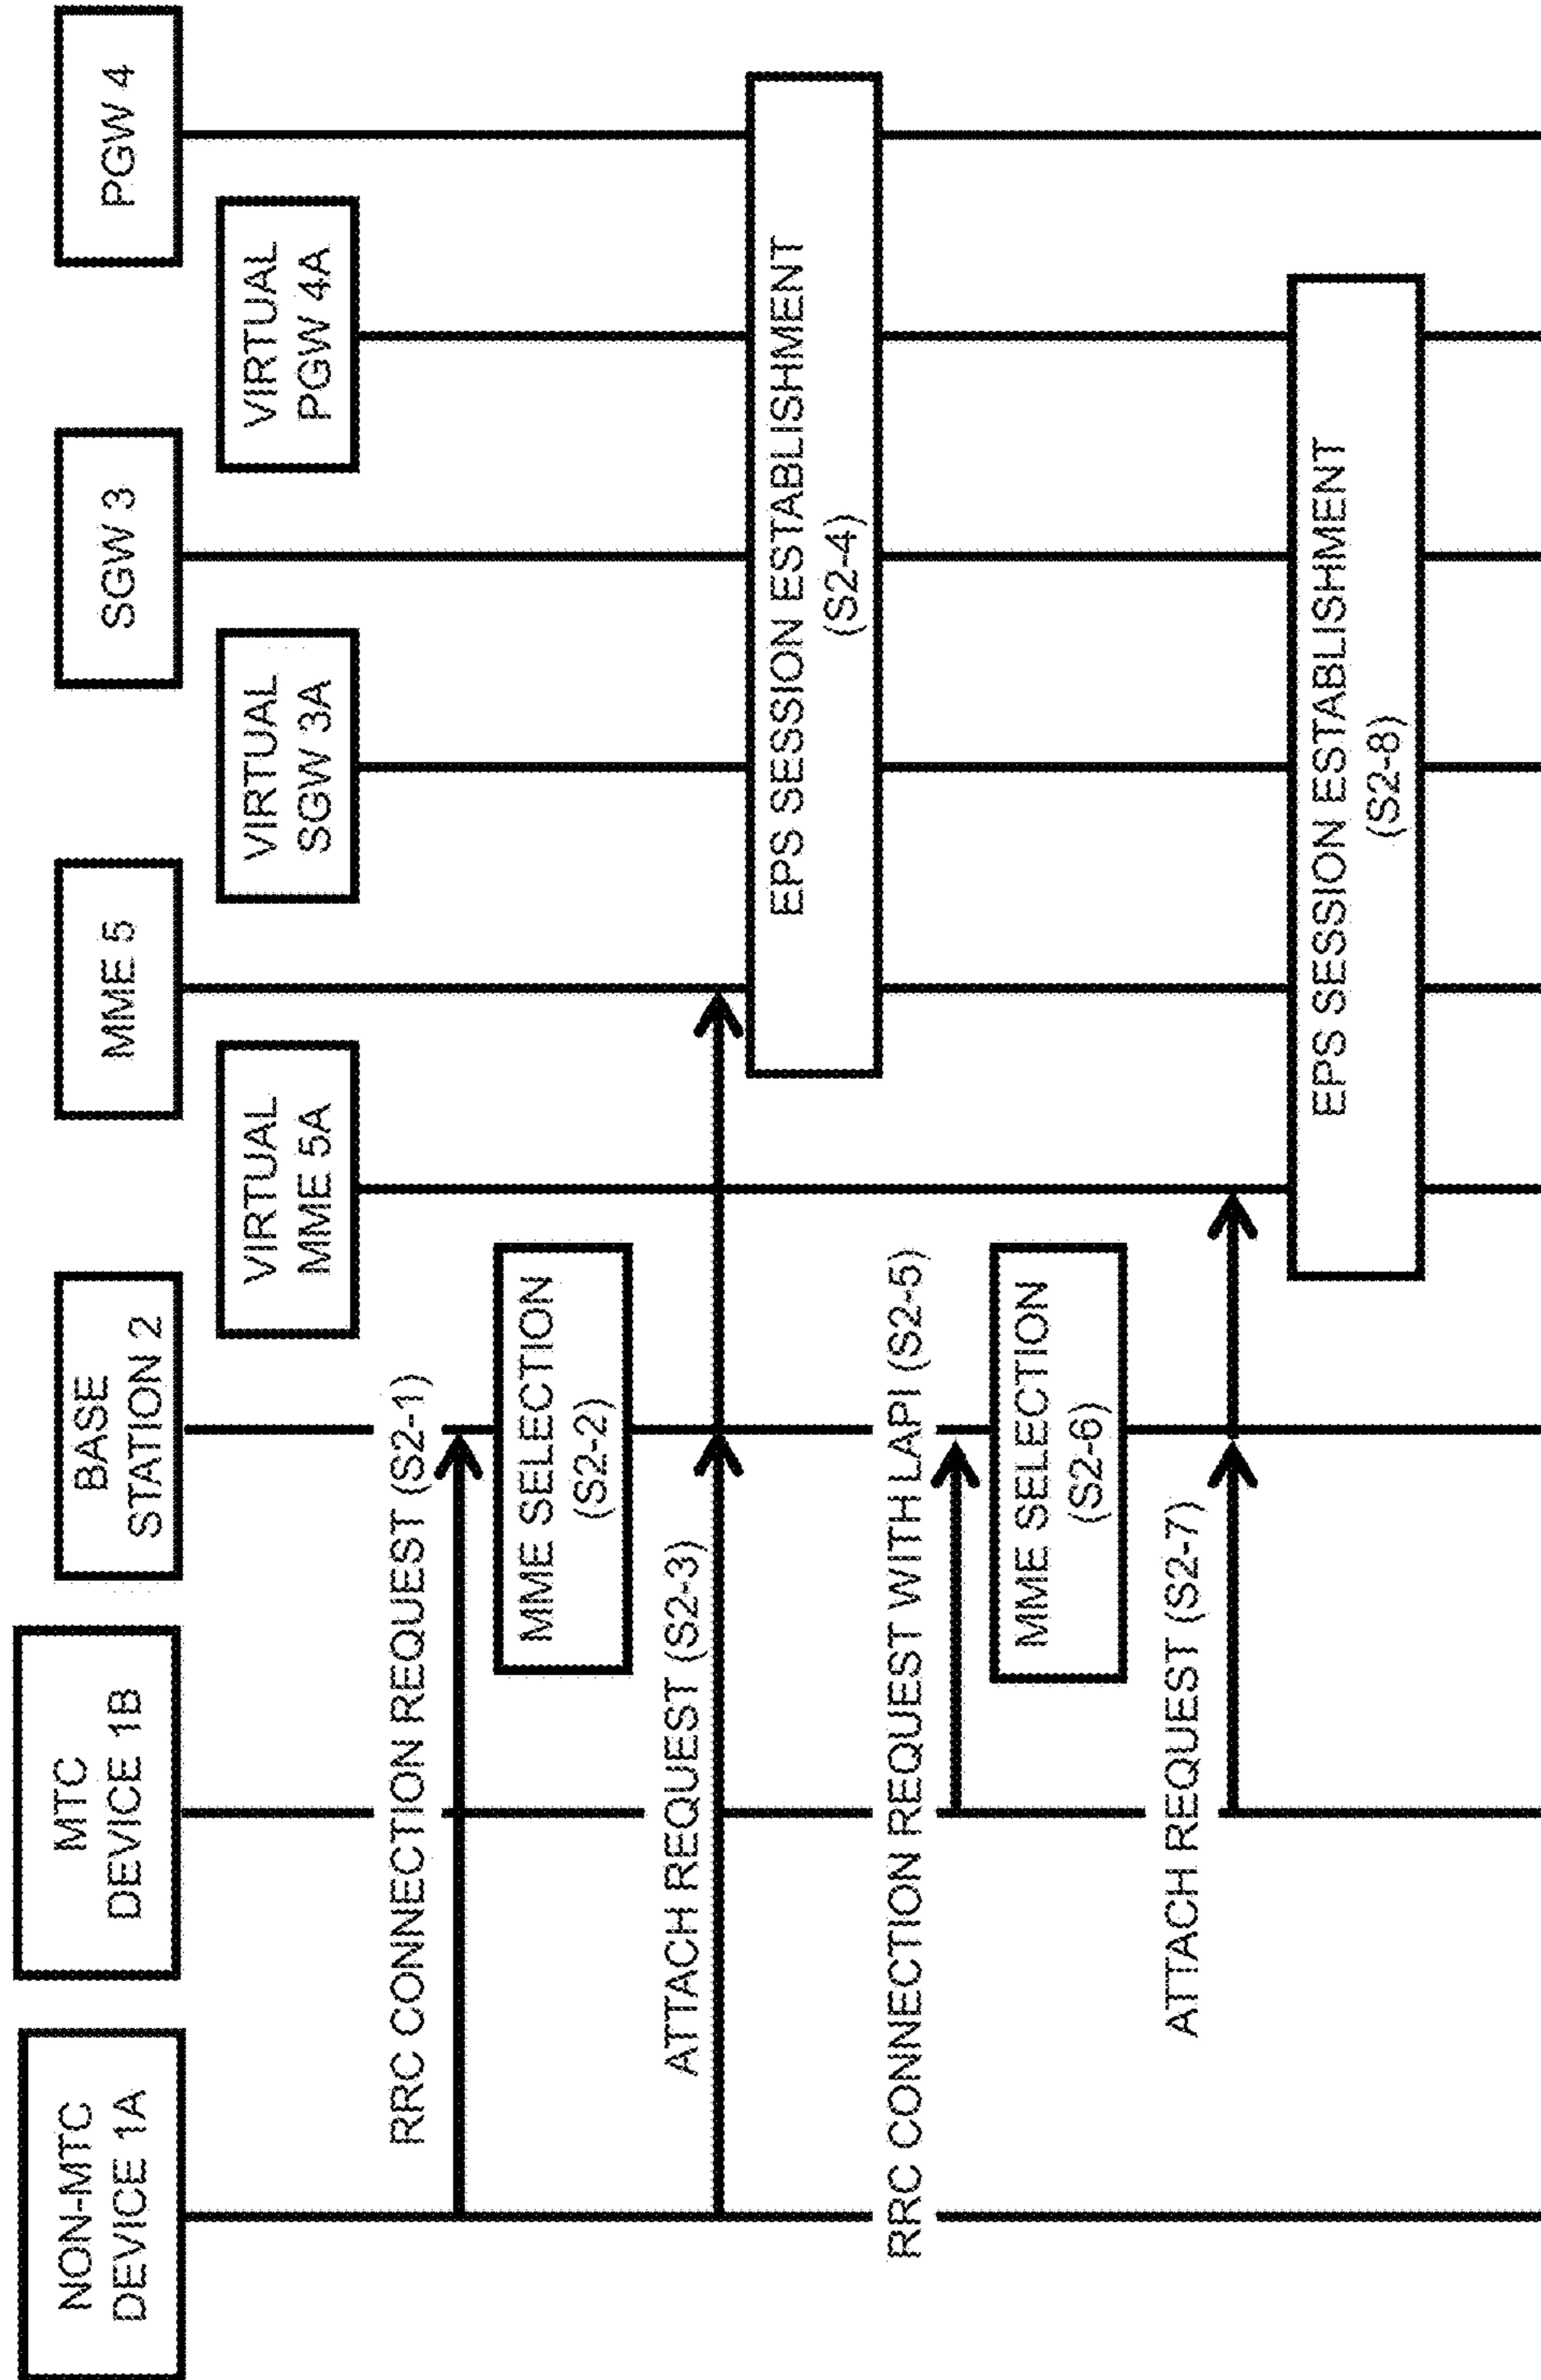 NON-MTC
DEVICE 1A
MTC
DEVICE 1B
BASE
STATION 2
VIRTUAL
MME 5A
MME 5
VIRTUAL
SGW 3A
SGW 3
VIRTUAL
PGW 4A
PGW 4
RRC CONNECTION REQUEST (S2-1)
MME SELECTION
(S2-2)
ATTACH REQUEST (S2-3)
EPS SESSION ESTABLISHMENT
(S2-4)
RRC CONNECTION REQUEST WITH LAPI (S2-5)
MME SELECTION
(S2-6)
ATTACH REQUEST (S2-7)
EPS SESSION ESTABLISHMENT
(S2-8)